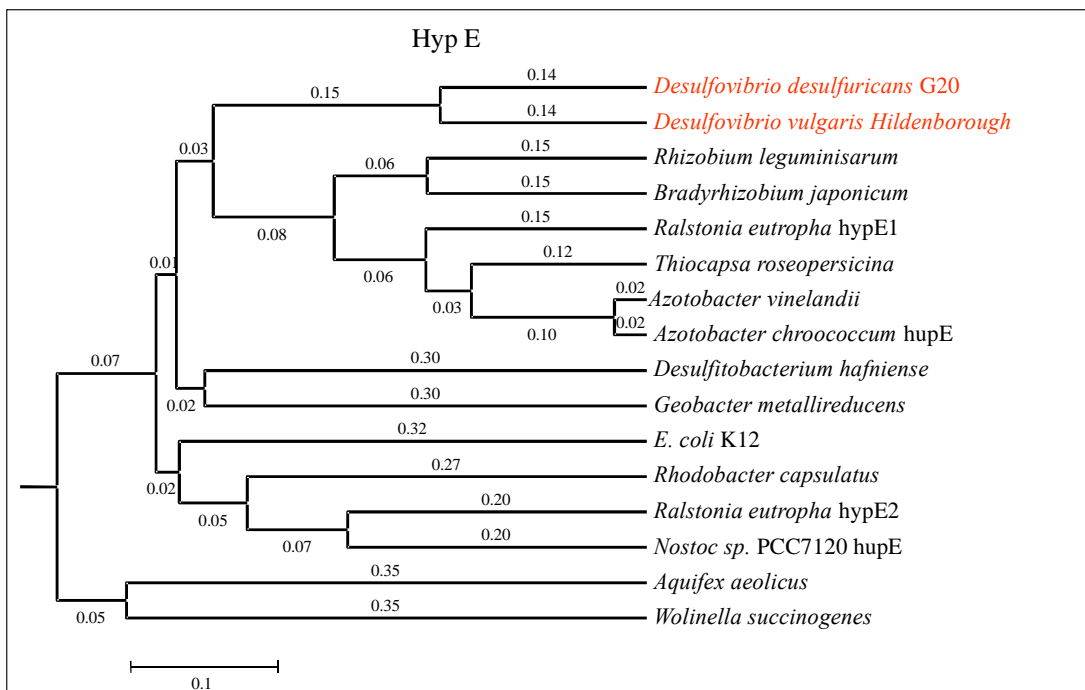 Hyp E
0.14
Desulfovibrio desulfuricans G20
0.15
0.14
Desulfovibrio vulgaris Hildenborough
0.03
0.15
Rhizobium leguminisarum
0.06
0.15
Bradyrhizobium japonicum
0.08
0.15
Ralstonia eutropha hypE1
0.01
0.06
0.12
Thiocapsa roseopersicina
0.03
0.02
Azotobacter vinelandii
0.10
0.02
Azotobacter chroococcum hupE
0.07
0.30
Desulfitobacterium hafniense
0.02
0.30
Geobacter metallireducens
0.32
E. coli K12
0.02
0.27
Rhodobacter capsulatus
0.05
0.20
Ralstonia eutropha hypE2
0.07
0.20
Nostoc sp. PCC7120 hupE
0.35
Aquifex aeolicus
0.05
0.35
Wolinella succinogenes
0.1